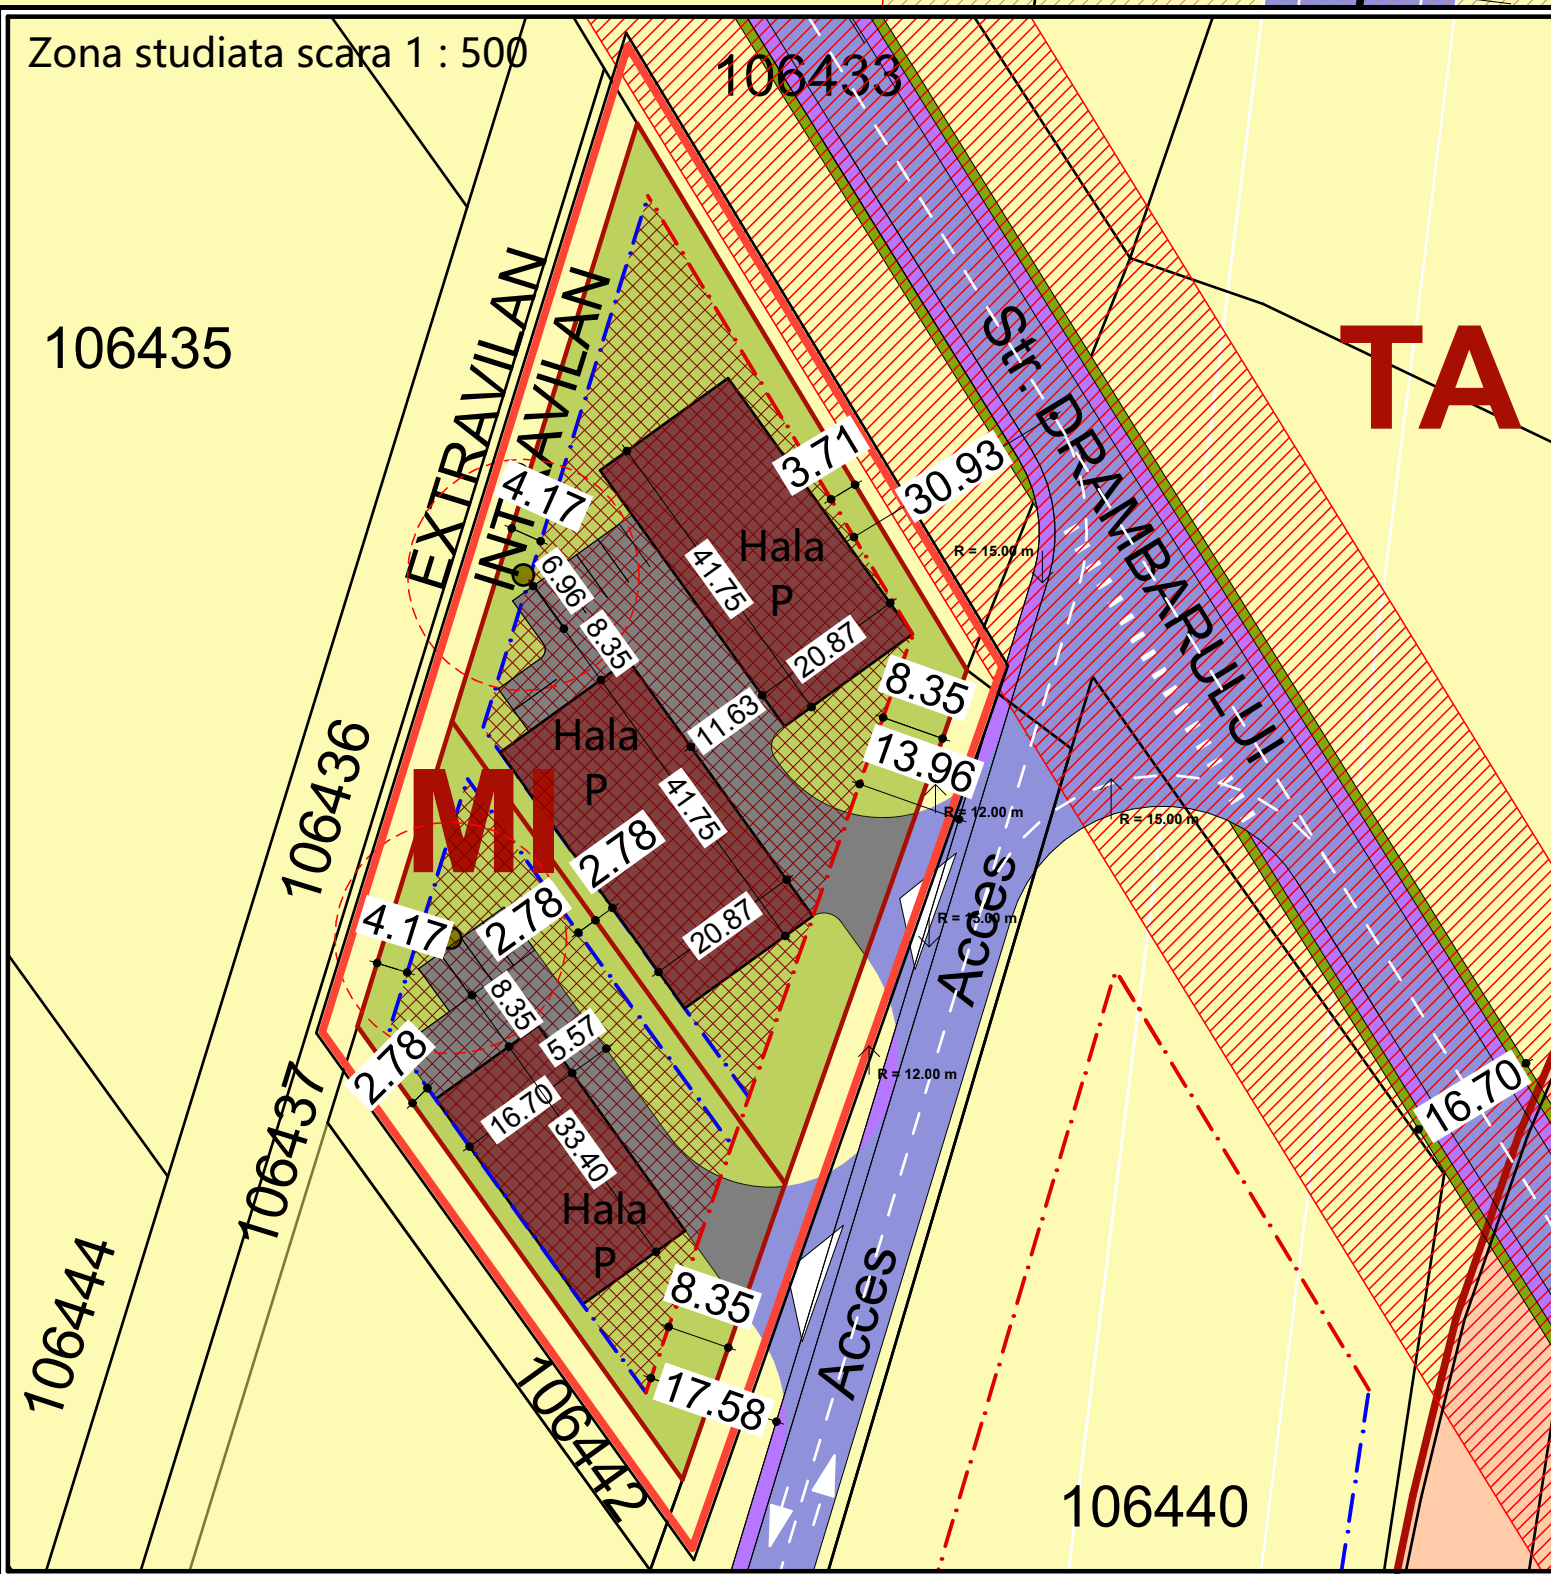 Zona studiata scara 1 : 500
106433
106435
EXTRAVILAN
INTRAVILAN
TA
Str. DRAMBARULUI
3.71
30.93
4.17
R = 15.00 m
Hala
P
41.75
6.96
8.35
20.87
8.35
11.63
13.96
Hala
P
MI
41.75
R = 12.00 m
R = 15.00 m
2.78
106436
2.78
20.87
4.17
R = 15.00 m
Acces
8.35
5.57
2.78
R = 12.00 m
16.70
16.70
33.40
106437
Hala
P
8.35
Acces
106444
17.58
106442
106440